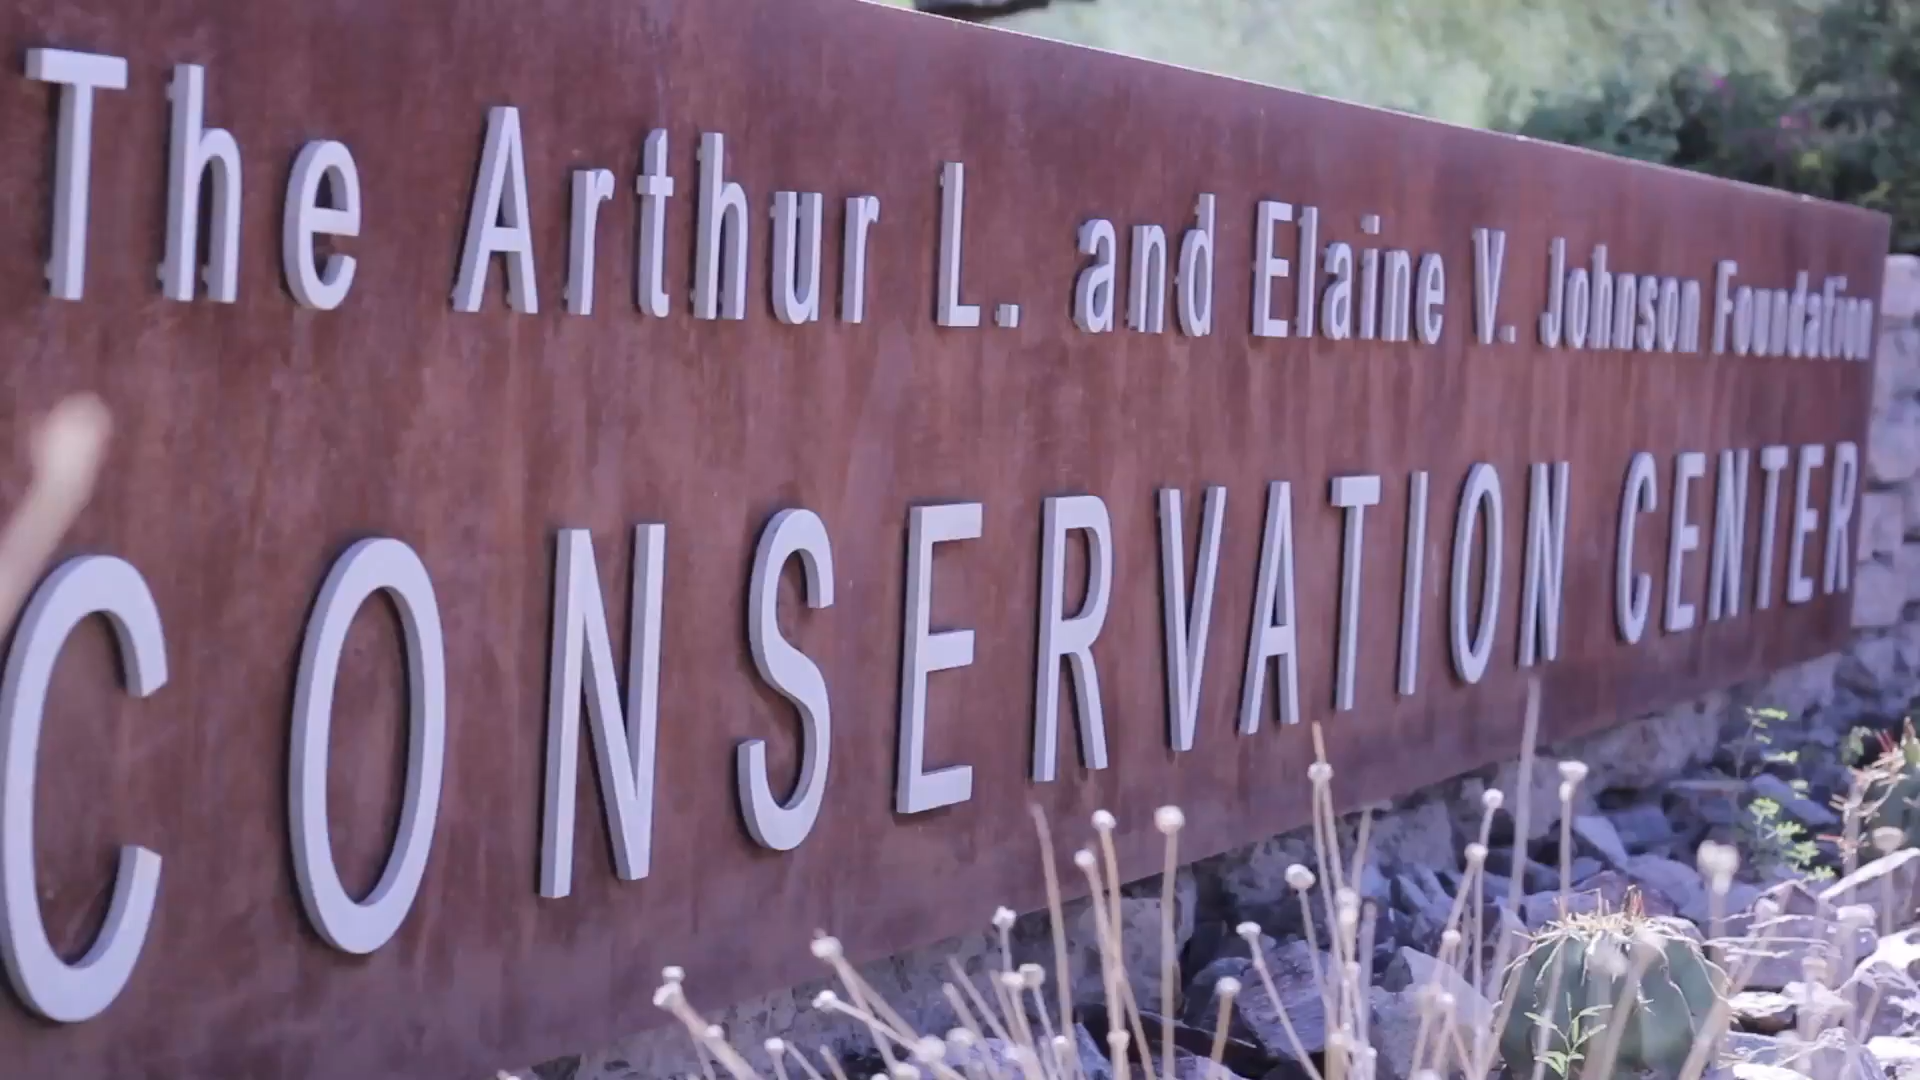 The Arthur L. and Elaine V. Johnson Foundation
CONSERVATION CENTER